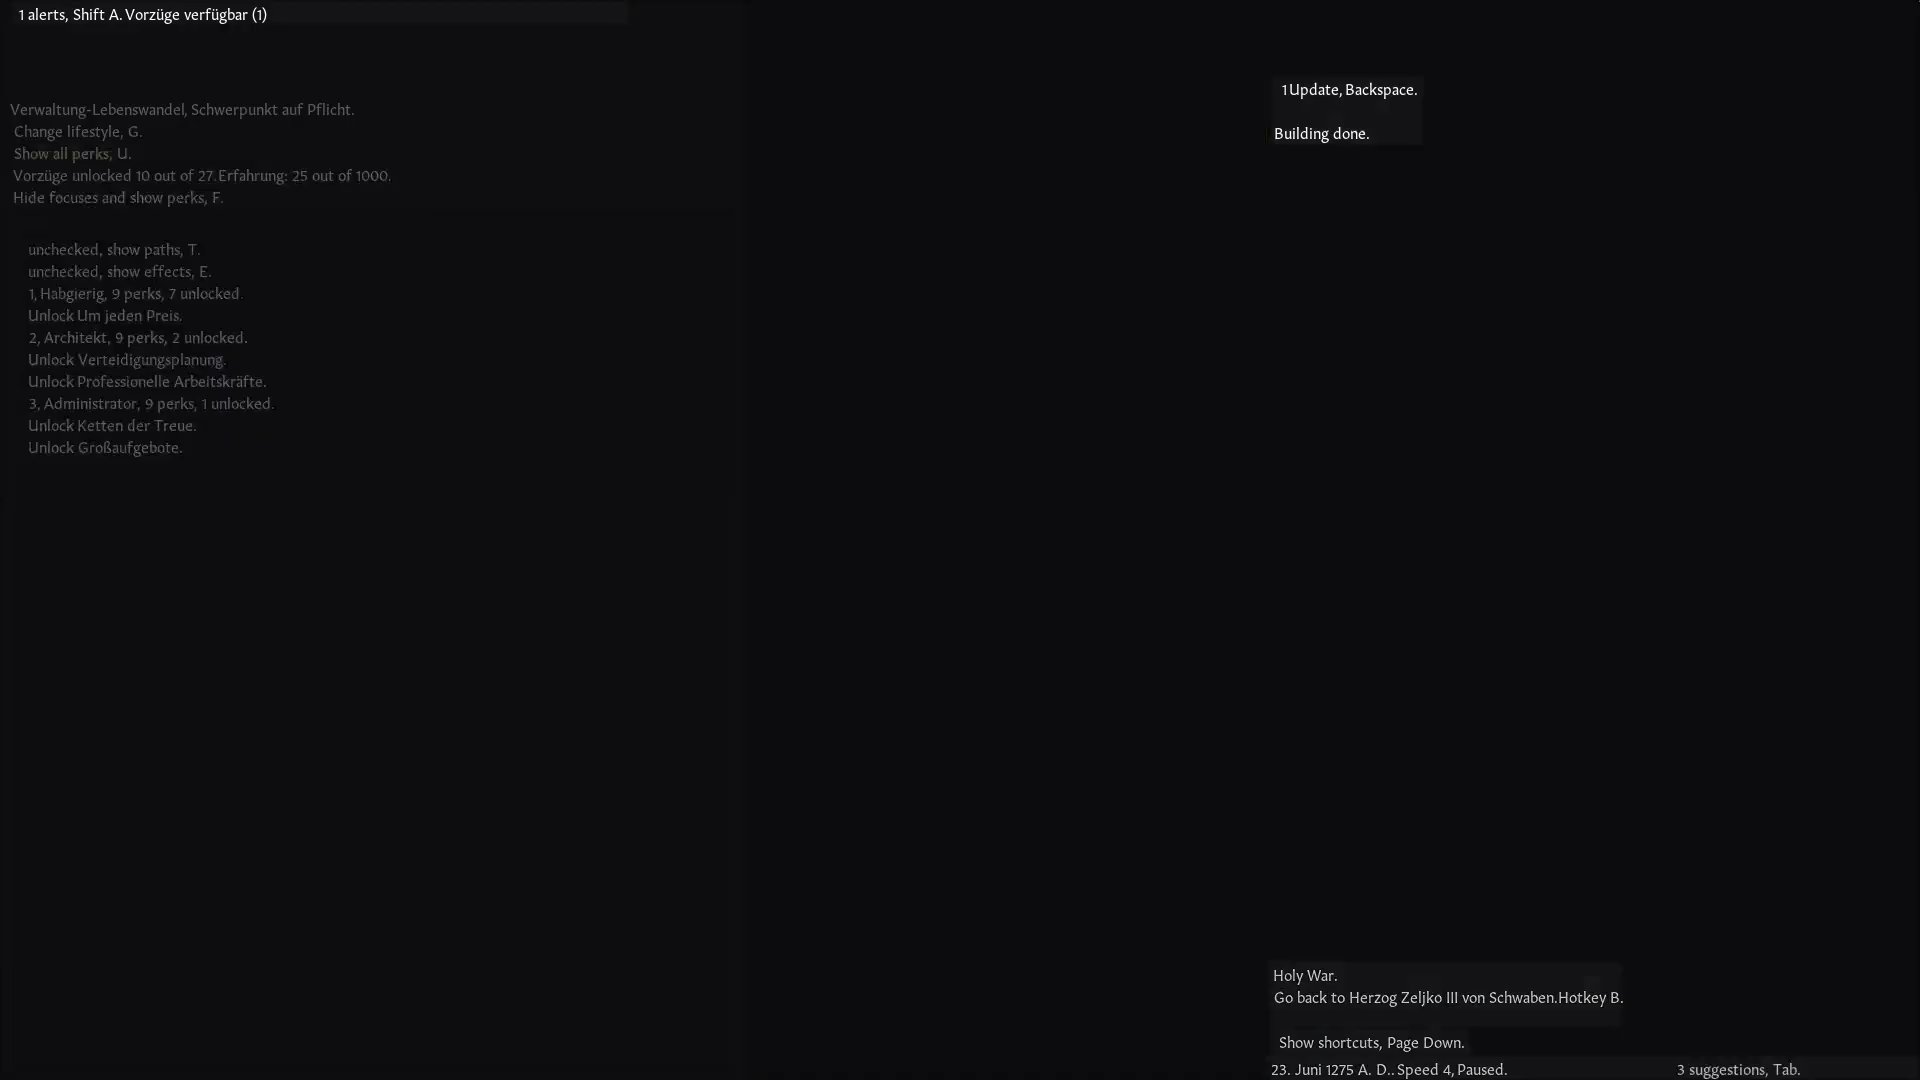 1 alerts, Shift A. Vorzüge verfügbar (1)
Verwaltung-Lebenswandel, Schwerpunkt auf Pflicht.
Change lifestyle, G.
Show all perks, U.
Vorzüge unlocked 10 out of 27. Erfahrung: 25 out of 1000.
Hide focuses and show perks, F.
unchecked, show paths, T.
unchecked, show effects, E.
1, Habgierig, 9 perks, 7 unlocked.
Unlock Um jeden Preis.
2, Architekt, 9 perks, 2 unlocked.
Unlock Verteidigungsplanung.
Unlock Professionelle Arbeitskräfte.
3, Administrator, 9 perks, 1 unlocked.
Unlock Ketten der Treue.
Unlock Großaufgebote.
1 Update, Backspace.
Building done.
Holy War.
Go back to Herzog Zeljko III von Schwaben.Hotkey B.
Show shortcuts, Page Down.
23. Juni 1275 A. D.. Speed 4, Paused.
3 suggestions, Tab.